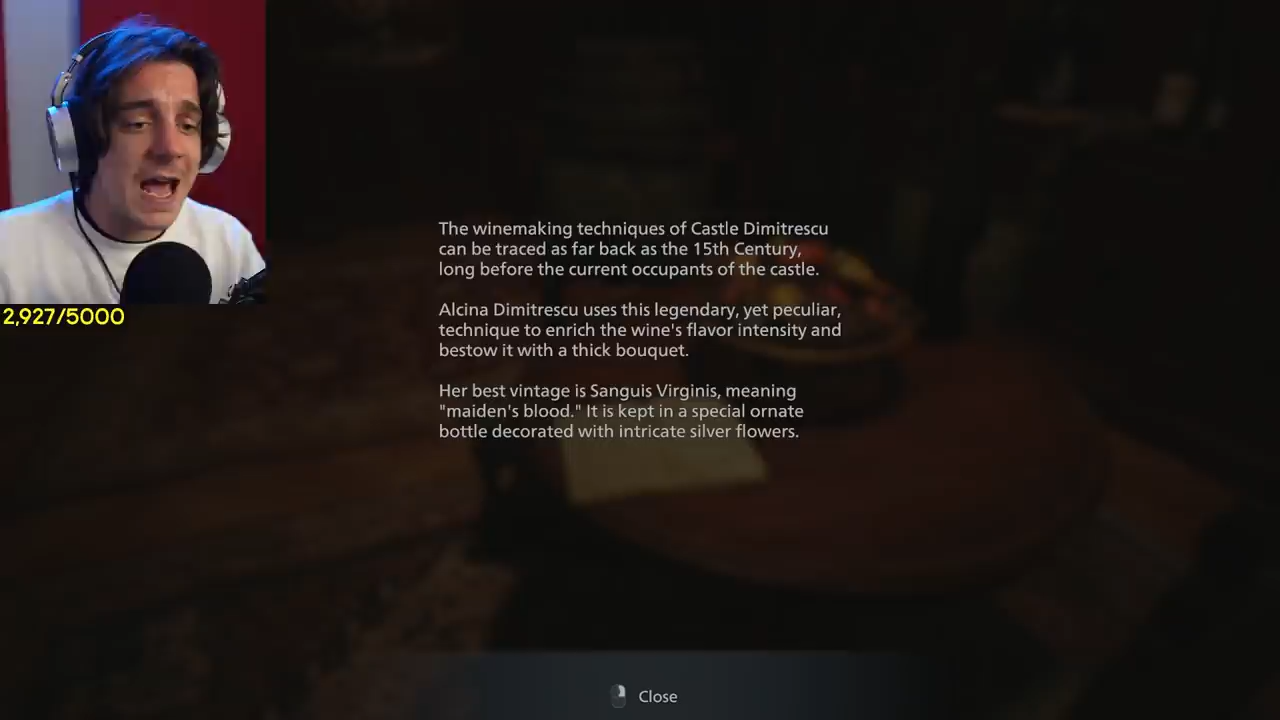 2,927/5000
The winemaking techniques of Castle Dimitrescu
can be traced as far back as the 15th Century,
long before the current occupants of the castle.
Alcina Dimitrescu uses this legendary, yet peculiar,
technique to enrich the wine's flavor intensity and
bestow it with a thick bouquet.
Her best vintage is Sanguis Virginis, meaning
"maiden's blood." It is kept in a special ornate
bottle decorated with intricate silver flowers.
Close